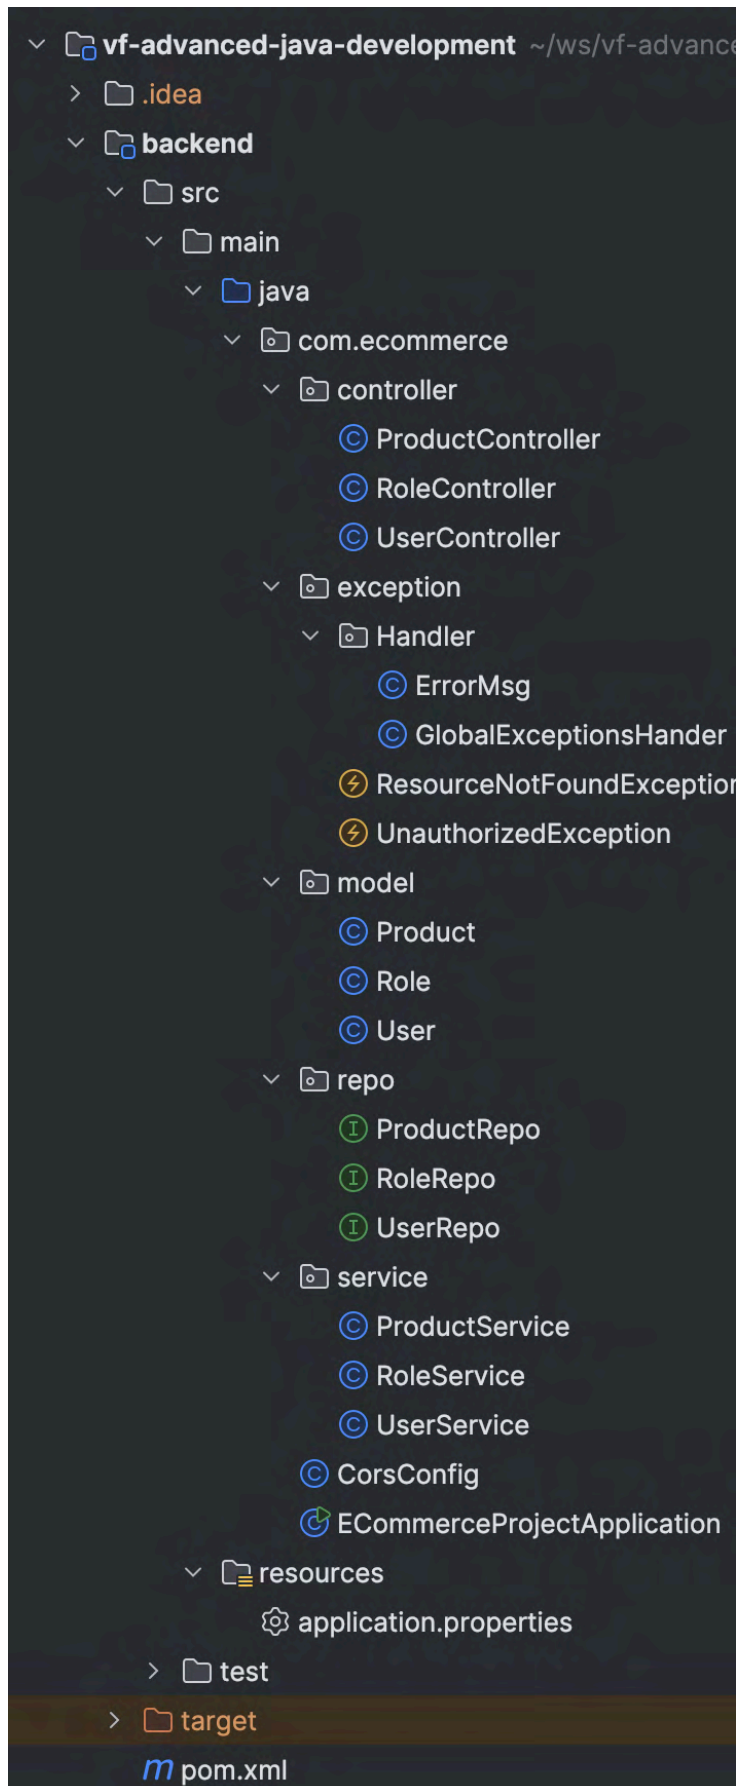 vf-advanced-java-development ~/ws/vf-advance
.idea
backend
src
main
java
com.ecommerce
controller
ProductController
RoleController
UserController
exception
Handler
ErrorMsg
GlobalExceptionsHander
ResourceNotFoundException
UnauthorizedException
model
Product
Role
User
repo
ProductRepo
RoleRepo
UserRepo
service
ProductService
RoleService
UserService
CorsConfig
ECommerceProjectApplication
resources
application.properties
test
target
m pom.xml